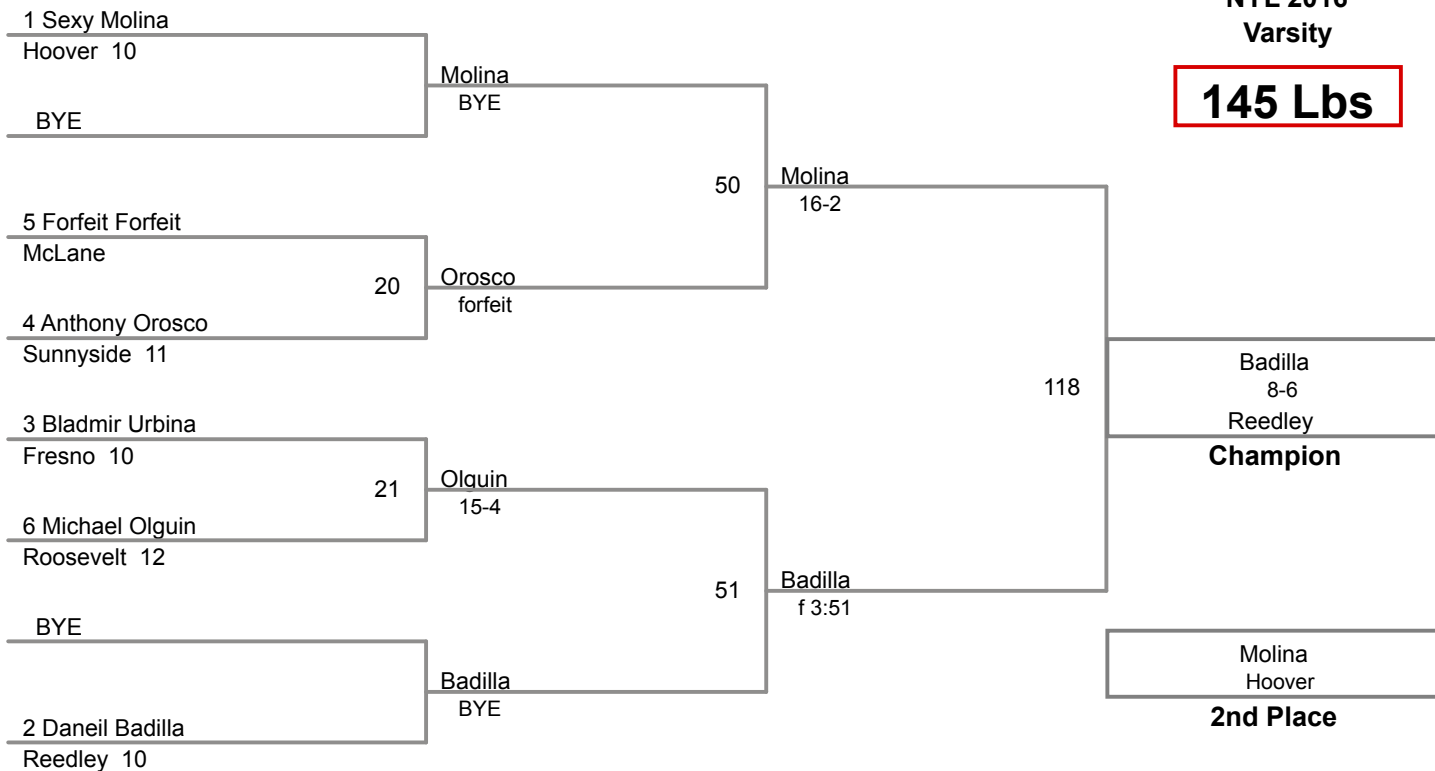 NYL 2016
Varsity
145 Lbs
1 Sexy Molina
Hoover 10
BYE
5 Forfeit Forfeit
McLane
20
4 Anthony Orosco
Sunnyside 11
3 Bladmir Urbina
Fresno 10
21
6 Michael Olguin
Roosevelt 12
BYE
2 Daneil Badilla
Reedley 10
Molina
BYE
50
Orosco
forfeit
Olguin
15-4
51
Badilla
BYE
Molina
16-2
118
Badilla
f 3:51
Badilla
8-6
Reedley
Champion
Molina
Hoover
2nd Place